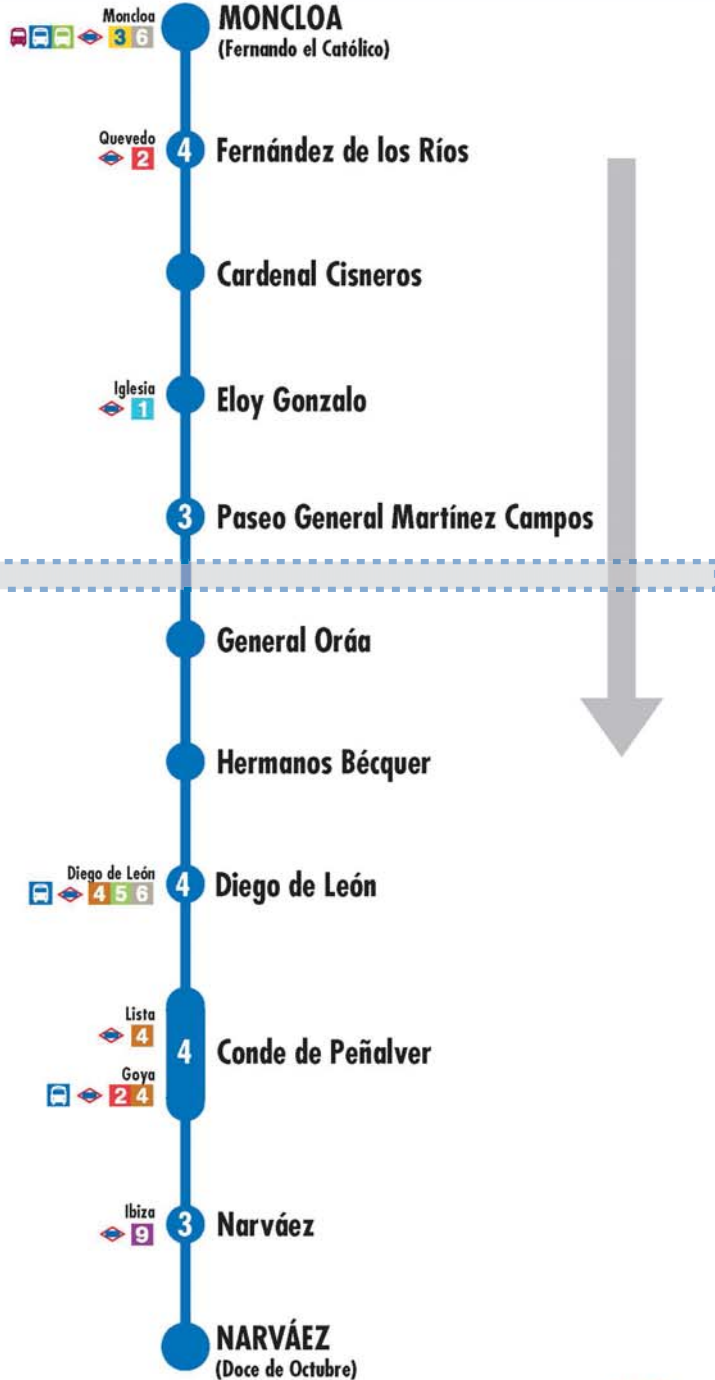 Moncloa
3 6
MONCLOA
(Fernando el Católico)
Quevedo
2
4
Fernández de los Ríos
Cardenal Cisneros
Iglesia
1
Eloy Gonzalo
3
Paseo General Martínez Campos
General Oráa
Hermanos Bécquer
Diego de León
4 5 6
4
Diego de León
Lista
4
4
Conde de Peñalver
Goya
2 4
Ibiza
9
3
Narváez
NARVÁEZ
(Doce de Octubre)